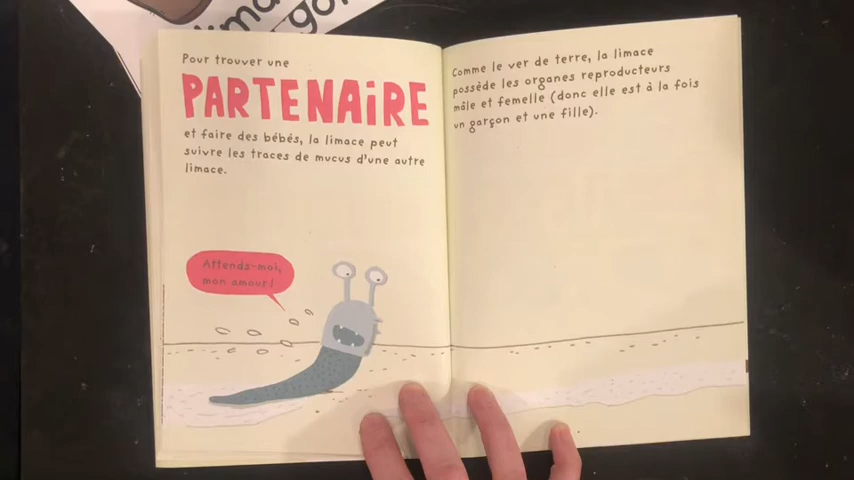 Pour trouver une
PARTENAiRE
et faire des bébés, la limace peut
suivre les traces de mucus d'une autre
limace.
Attends-moi,
mon amour!
Comme le ver de terre, la limace
possède les organes reproducteurs
mâle et femelle (donc elle est à la fois
un garçon et une fille).